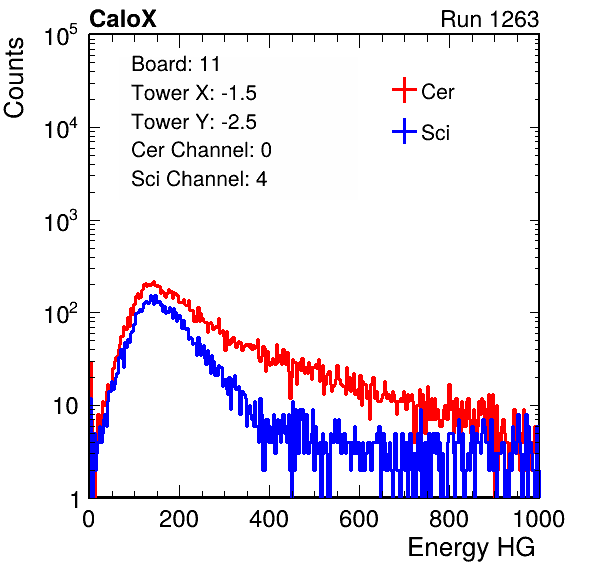 CaloX Run 1263
Counts
10^5
10^4
10^3
10^2
10
1
Board: 11
Tower X: -1.5
Tower Y: -2.5
Cer Channel: 0
Sci Channel: 4
Cer
Sci
0 200 400 600 800 1000
Energy HG